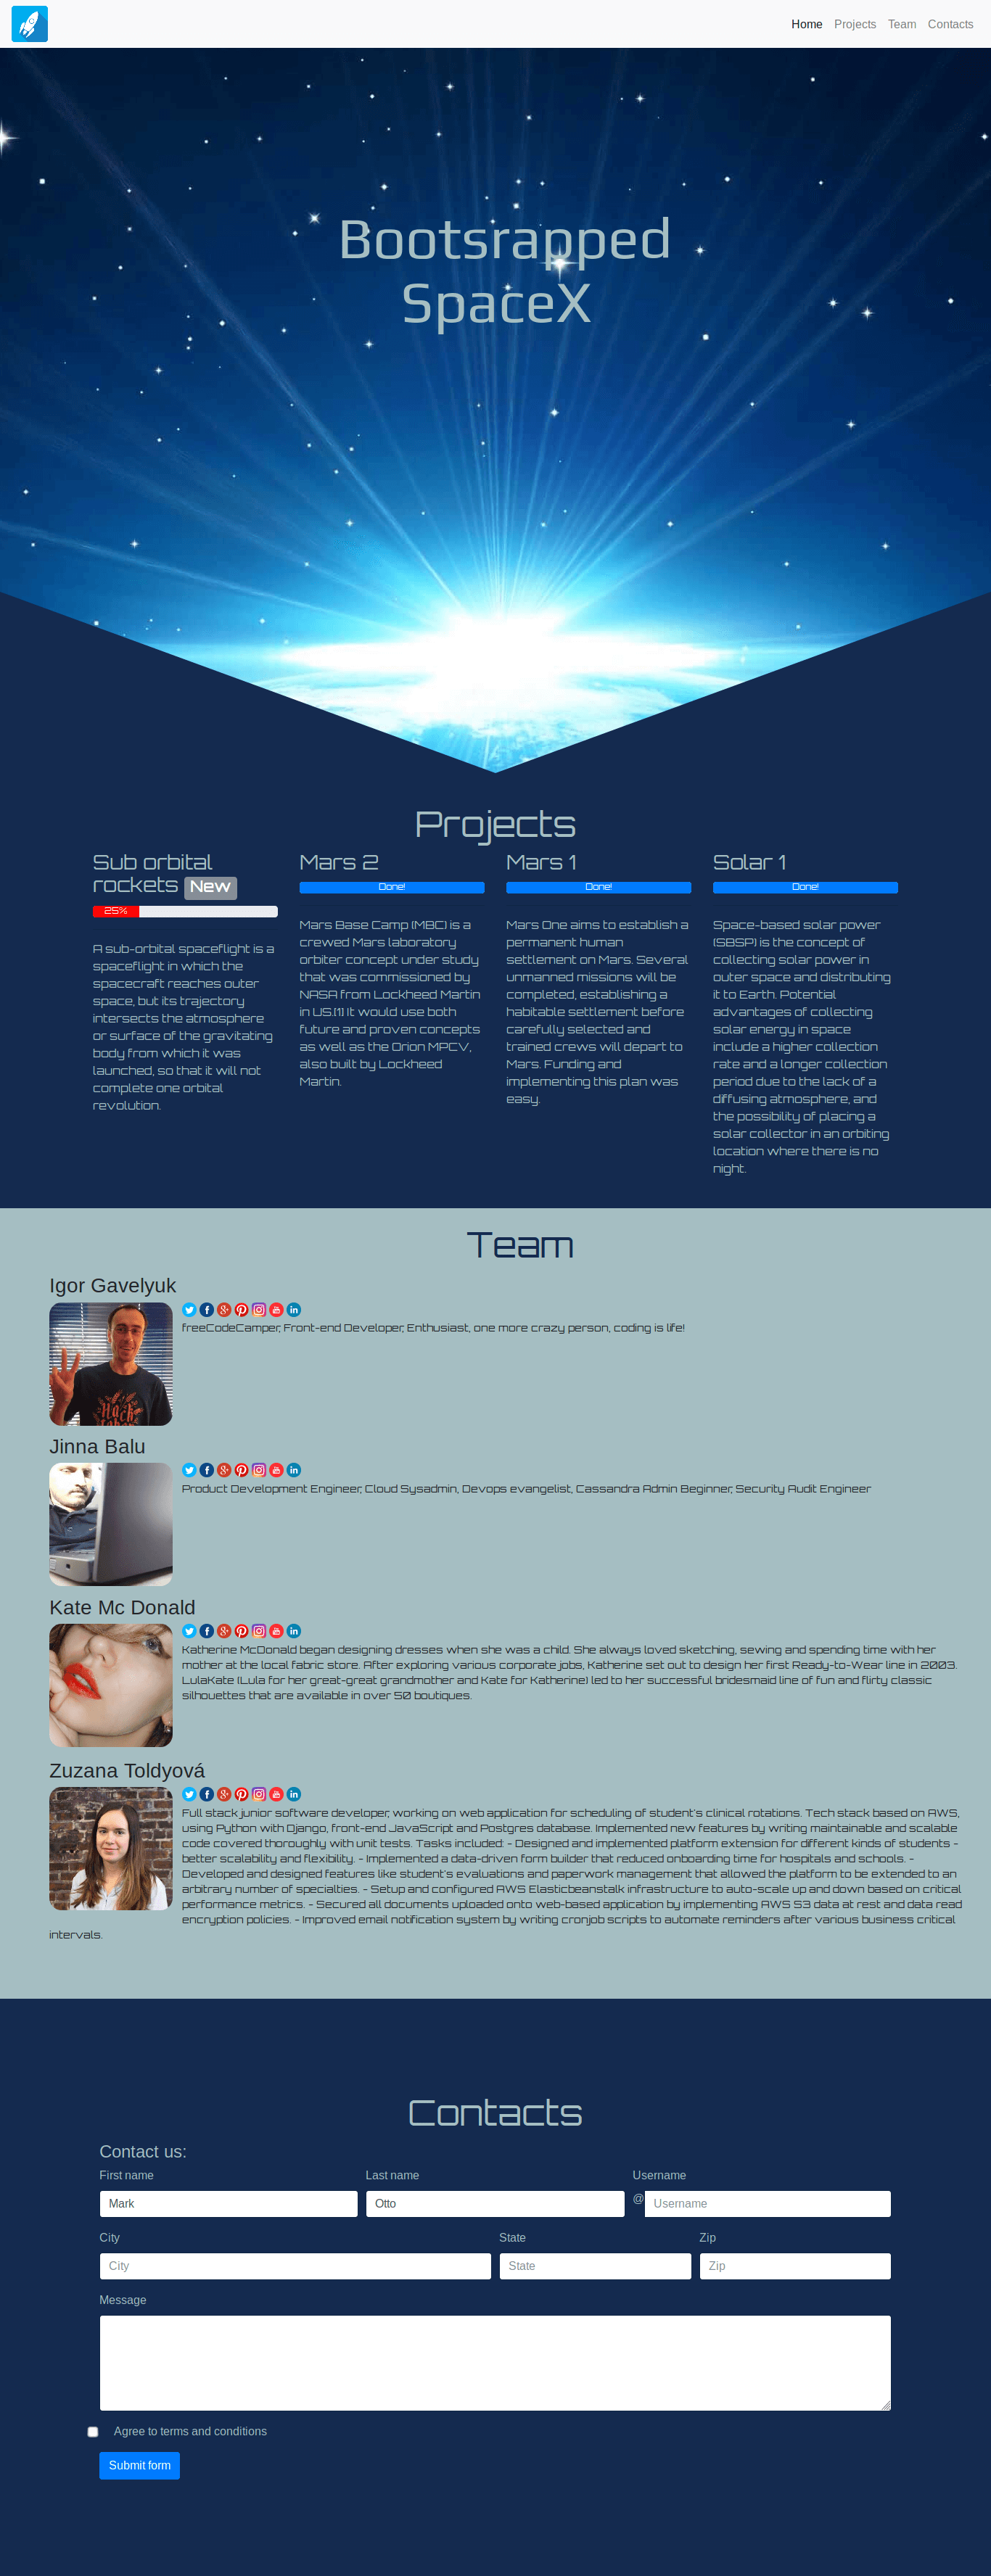 Home Projects Team Contacts
Bootsrapped
SpaceX
Projects
Sub orbital
rockets New
25%
A sub-orbital spaceflight is a
spaceflight in which the
spacecraft reaches outer
space, but its trajectory
intersects the atmosphere
or surface of the gravitating
body from which it was
launched, so that it will not
complete one orbital
revolution.
Mars 2
Done!
Mars Base Camp (MBC) is a
crewed Mars laboratory
orbiter concept under study
that was commissioned by
NASA from Lockheed Martin
in US.[1] It would use both
future and proven concepts
as well as the Orion MPCV,
also built by Lockheed
Martin.
Mars 1
Done!
Mars One aims to establish a
permanent human
settlement on Mars. Several
unmanned missions will be
completed, establishing a
habitable settlement before
carefully selected and
trained crews will depart to
Mars. Funding and
implementing this plan was
easy.
Solar 1
Done!
Space-based solar power
(SBSP) is the concept of
collecting solar power in
outer space and distributing
it to Earth. Potential
advantages of collecting
solar energy in space
include a higher collection
rate and a longer collection
period due to the lack of a
diffusing atmosphere, and
the possibility of placing a
solar collector in an orbiting
location where there is no
night.
Team
Igor Gavelyuk
freeCodeCamper, Front-end Developer, Enthusiast, one more crazy person, coding is life!
Jinna Balu
Product Development Engineer, Cloud Sysadmin, Devops evangelist, Cassandra Admin Beginner, Security Audit Engineer
Kate Mc Donald
Katherine McDonald began designing dresses when she was a child. She always loved sketching, sewing and spending time with her
mother at the local fabric store. After exploring various corporate jobs, Katherine set out to design her first Ready-to-Wear line in 2003.
LulaKate (Lula for her great-great grandmother and Kate for Katherine) led to her successful bridesmaid line of fun and flirty classic
silhouettes that are available in over 50 boutiques.
Zuzana Toldyová
Full stack junior software developer, working on web application for scheduling of student's clinical rotations. Tech stack based on AWS,
using Python with Django, front-end JavaScript and Postgres database. Implemented new features by writing maintainable and scalable
code covered thoroughly with unit tests. Tasks included: - Designed and implemented platform extension for different kinds of students -
better scalability and flexibility. - Implemented a data-driven form builder that reduced onboarding time for hospitals and schools. -
Developed and designed features like student's evaluations and paperwork management that allowed the platform to be extended to an
arbitrary number of specialties. - Setup and configured AWS Elasticbeanstalk infrastructure to auto-scale up and down based on critical
performance metrics. - Secured all documents uploaded onto web-based application by implementing AWS S3 data at rest and data read
encryption policies. - Improved email notification system by writing cronjob scripts to automate reminders after various business critical
intervals.
Contacts
Contact us:
First name Last name Username
Mark Otto @ Username
City State Zip
City State Zip
Message
Agree to terms and conditions
Submit form